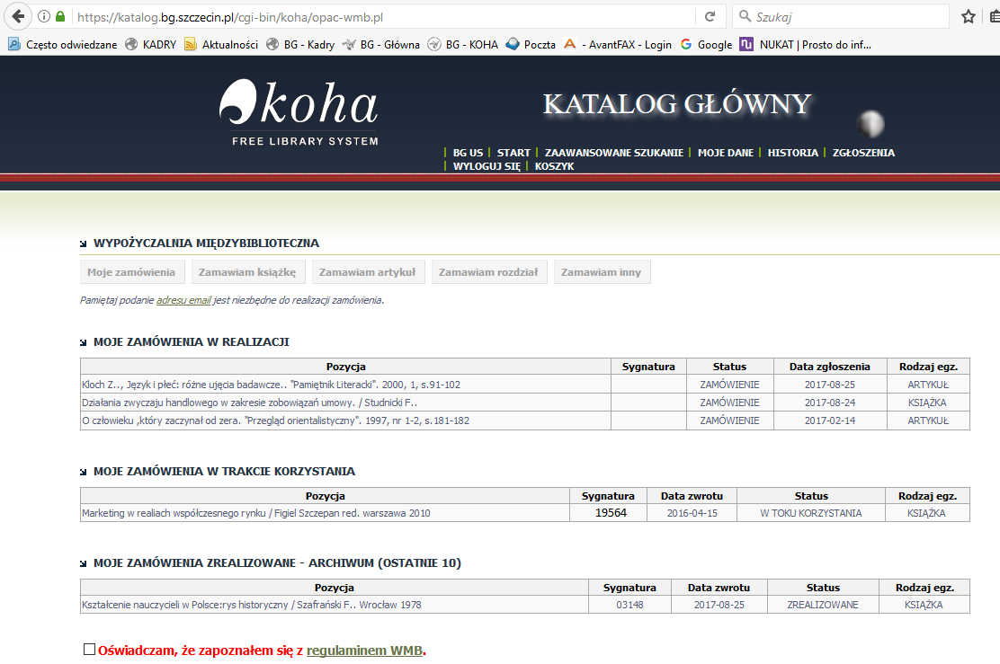 https://katalog.bg.szczecin.pl/cgi-bin/koha/opac-wmb.pl
Szukaj
Często odwiedzane KADRY Aktualności BG - Kadry BG - Główna BG - KOHA Poczta A - AvantFAX - Login G Google nu NUKAT | Prosto do inf...
koha
FREE LIBRARY SYSTEM
KATALOG GŁÓWNY
| BG US | START | ZAAWANSOWANE SZUKANIE | MOJE DANE | HISTORIA | ZGŁOSZENIA
| WYLOGUJ SIĘ | KOSZYK
WYPOŻYCZALNIA MIĘDZYBIBLIOTECZNA
Moje zamówienia Zamawiam książkę Zamawiam artykuł Zamawiam rozdział Zamawiam inny
Pamiętaj podanie adresu email jest niezbędne do realizacji zamówienia.
MOJE ZAMÓWIENIA W REALIZACJI
Pozycja Sygnatura Status Data zgłoszenia Rodzaj egz.
Kloch Z.., Język i płeć: różne ujęcia badawcze.. "Pamiętnik Literacki". 2000, 1, s.91-102 ZAMÓWIENIE 2017-08-25 ARTYKUŁ
Działania zwyczaju handlowego w zakresie zobowiązań umowy. / Studnicki F.. ZAMÓWIENIE 2017-08-24 KSIĄŻKA
O człowieku ,który zaczynał od zera. "Przegląd orientalistyczny". 1997, nr 1-2, s.181-182 ZAMÓWIENIE 2017-02-14 ARTYKUŁ
MOJE ZAMÓWIENIA W TRAKCIE KORZYSTANIA
Pozycja Sygnatura Data zwrotu Status Rodzaj egz.
Marketing w realiach współczesnego rynku / Figiel Szczepan red. warszawa 2010 19564 2016-04-15 W TOKU KORZYSTANIA KSIĄŻKA
MOJE ZAMÓWIENIA ZREALIZOWANE - ARCHIWUM (OSTATNIE 10)
Pozycja Sygnatura Data zwrotu Status Rodzaj egz.
Kształcenie nauczycieli w Polsce:rys historyczny / Szafrański F.. Wrocław 1978 03148 2017-08-25 ZREALIZOWANE KSIĄŻKA
Oświadczam, że zapoznałem się z regulaminem WMB.